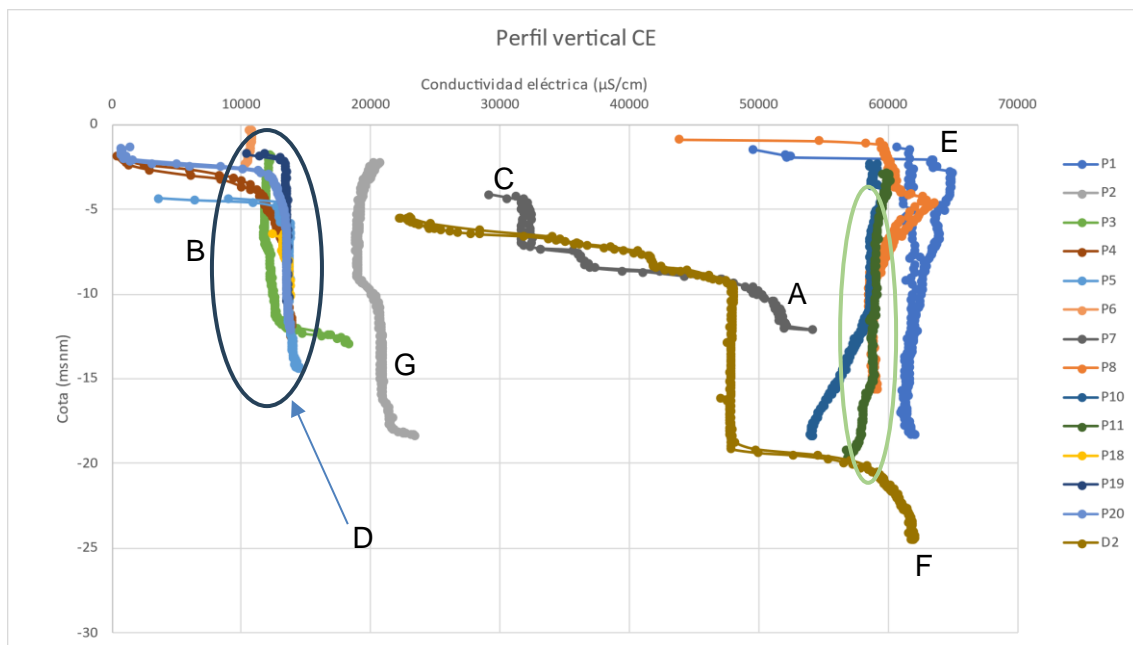 Perfil vertical CE
Conductividad eléctrica (µS/cm)
0 10000 20000 30000 40000 50000 60000 70000
0
-5
-10
-15
-20
-25
-30
Cota (msnm)
E
C
B
A
G
D
F
P1
P2
P3
P4
P5
P6
P7
P8
P10
P11
P18
P19
P20
D2